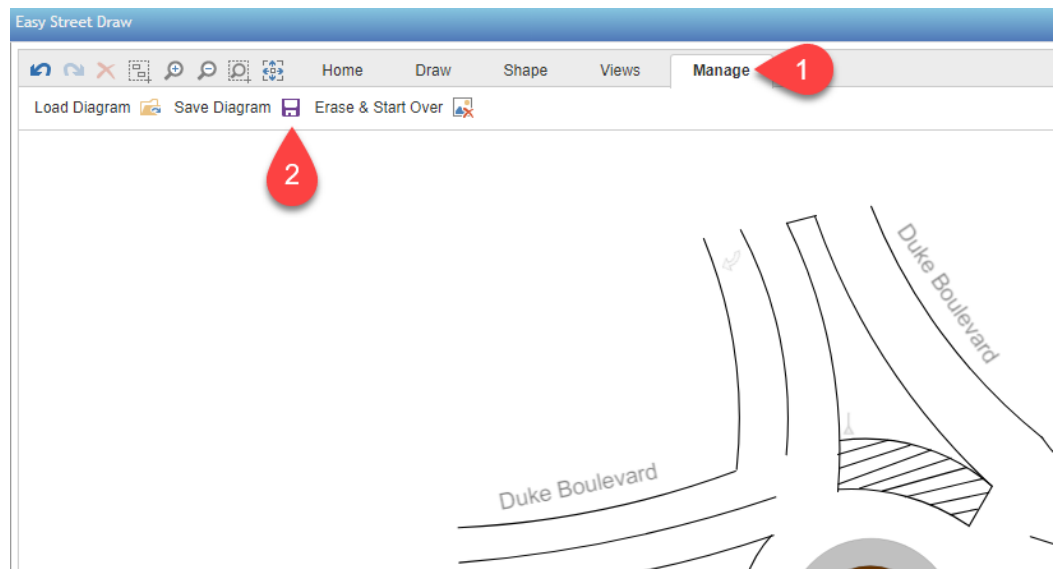 Easy Street Draw
Home Draw Shape Views Manage 1
Load Diagram Save Diagram Erase & Start Over
2
Duke Boulevard
Duke Boulevard